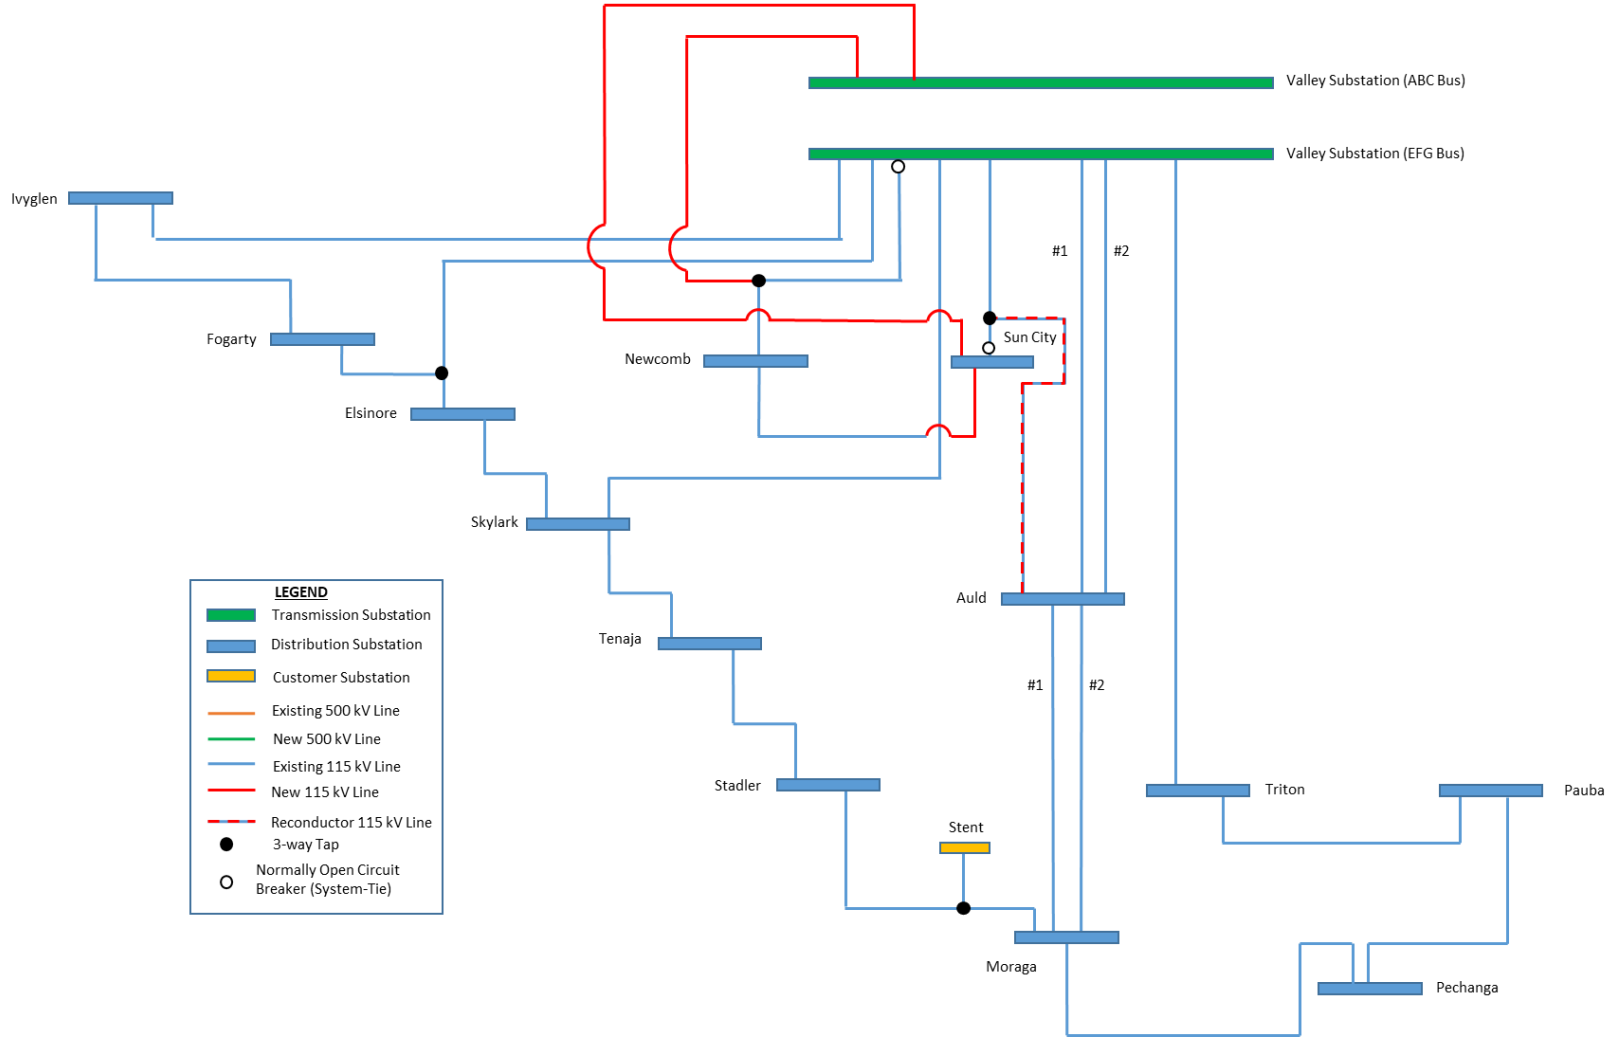 Valley Substation (ABC Bus)
Valley Substation (EFG Bus)
Ivyglen
#1
#2
Fogarty
Sun City
Newcomb
Elsinore
Skylark
Auld
Tenaja
#1
#2
Stadler
Triton
Pauba
Stent
Moraga
Pechanga
LEGEND
Transmission Substation
Distribution Substation
Customer Substation
Existing 500 kV Line
New 500 kV Line
Existing 115 kV Line
New 115 kV Line
Reconductor 115 kV Line
3-way Tap
Normally Open Circuit
Breaker (System-Tie)